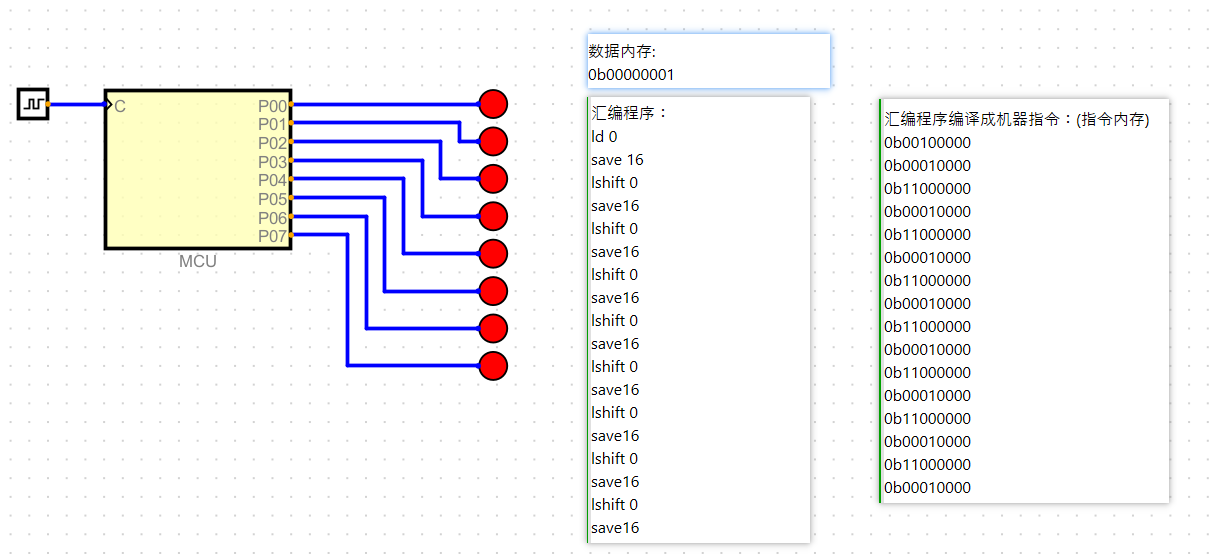 C
P00
P01
P02
P03
P04
P05
P06
P07
MCU
数据内存:
0b00000001
汇编程序：
ld 0
save 16
lshift 0
save16
lshift 0
save16
lshift 0
save16
lshift 0
save16
lshift 0
save16
lshift 0
save16
lshift 0
save16
lshift 0
save16
汇编程序编译成机器指令：(指令内存)
0b00100000
0b00010000
0b11000000
0b00010000
0b11000000
0b00010000
0b11000000
0b00010000
0b11000000
0b00010000
0b11000000
0b00010000
0b11000000
0b00010000
0b11000000
0b00010000